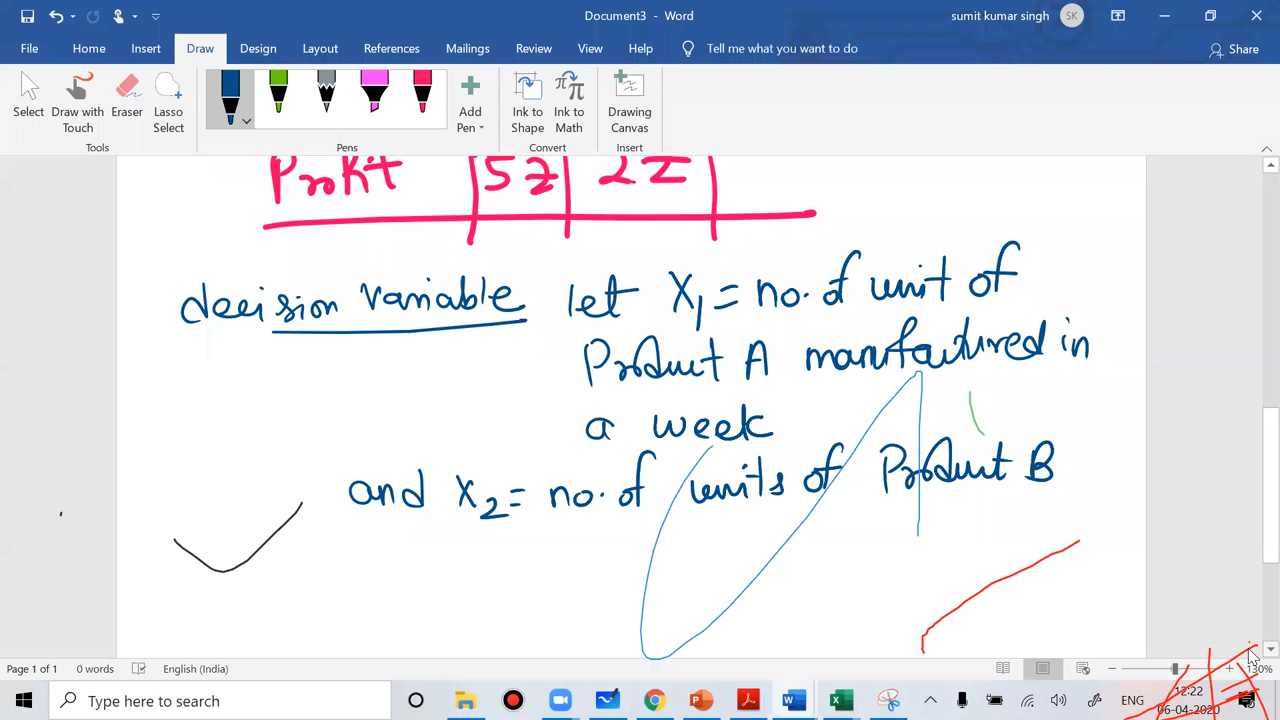 Document3 - Word
sumit kumar singh SK
File Home Insert Draw Design Layout References Mailings Review View Help Tell me what you want to do Share
Select Draw with Touch Eraser Lasso Select Add Pen Ink to Shape Ink to Math Drawing Canvas
Tools Pens Convert Insert
Profit 5 2
decision variable let X1 = no. of unit of
Product A manufactured in
a week
and X2 = no. of units of Product B
Page 1 of 1 0 words English (India) 130%
Type here to search ENG 12:22
06-04-2020